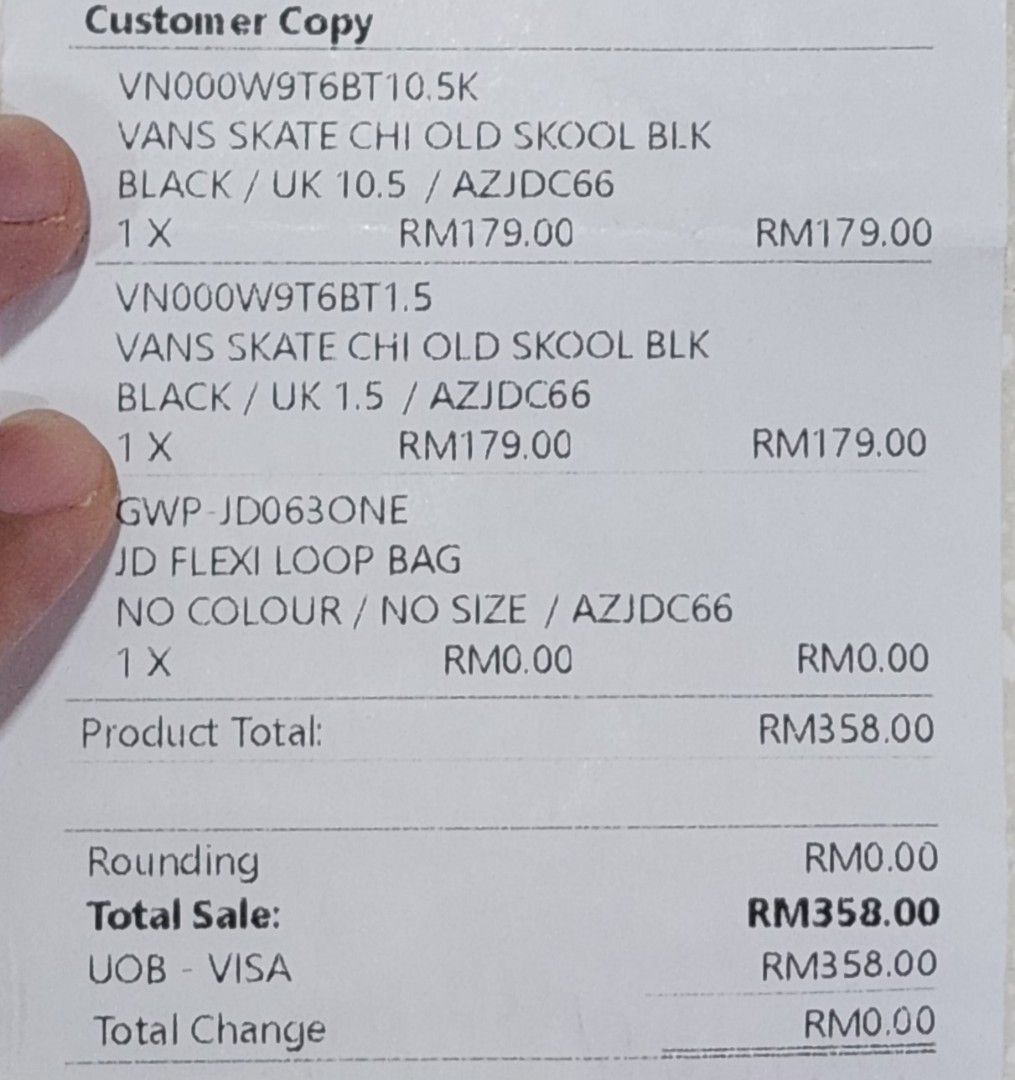 Customer Copy
VN000W9T6BT10.5K
VANS SKATE CHI OLD SKOOL BLK
BLACK / UK 10.5 / AZJDC66
1 X RM179.00 RM179.00
VN000W9T6BT1.5
VANS SKATE CHI OLD SKOOL BLK
BLACK / UK 1.5 / AZJDC66
1 X RM179.00 RM179.00
GWP-JD063ONE
JD FLEXI LOOP BAG
NO COLOUR / NO SIZE / AZJDC66
1 X RM0.00 RM0.00
Product Total: RM358.00
Rounding RM0.00
Total Sale: RM358.00
UOB - VISA RM358.00
Total Change RM0.00